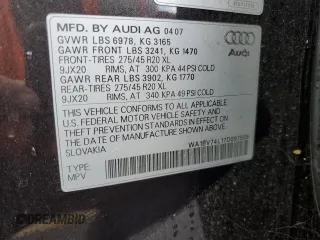 MFD. BY AUDI AG 04 07
GVWR LBS 6978, KG 3165
GAWR FRONT LBS 3241, KG 1470
FRONT-TIRES 275/45 R20 XL
9JX20 RIMS, AT 300 KPA 44 PSI COLD
GAWR REAR LBS 3902, KG 1770
REAR-TIRES 275/45 R20 XL
9JX20 RIMS, AT 340 KPA 49 PSI COLD
THIS VEHICLE CONFORMS TO ALL APPLICABLE
FEDERAL MOTOR VEHICLE SAFETY AND
THEFT PREVENTION STANDARDS IN EFFECT ON
THE DATE OF MANUFACTURE SHOWN ABOVE.
SLOVAKIA
TYPE:
MPV
Audi
DREAMBID